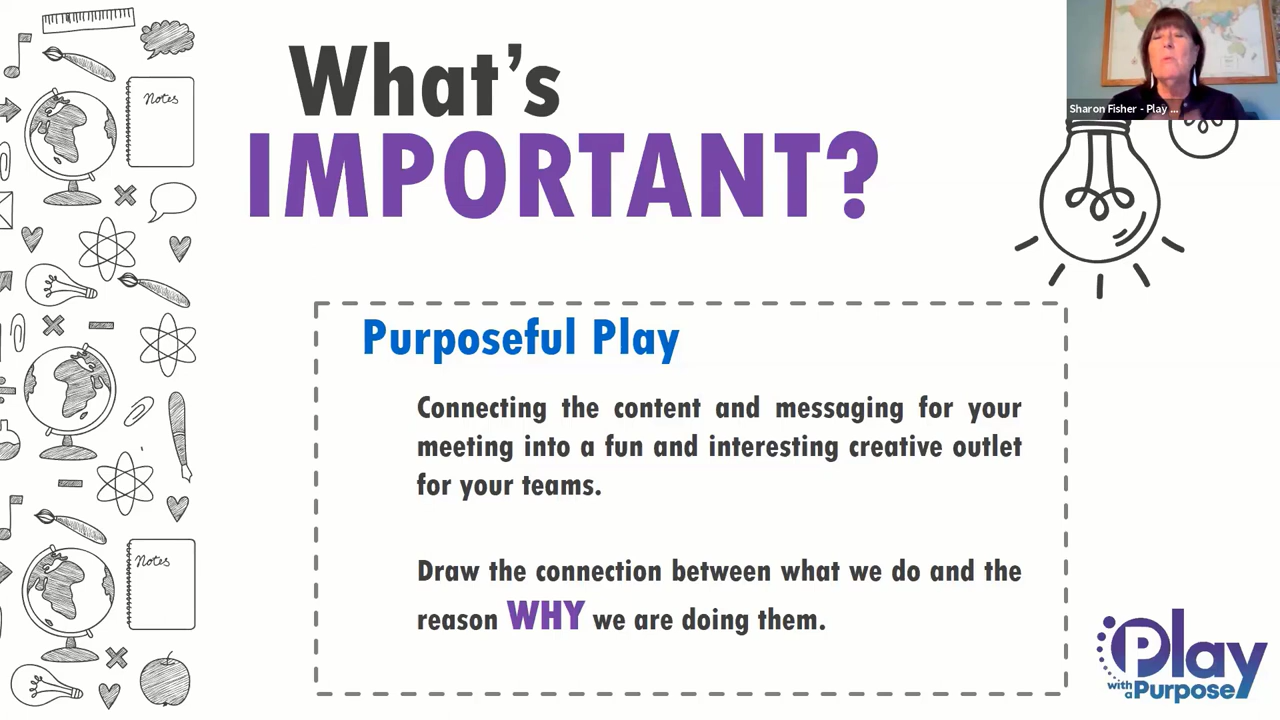 What's
IMPORTANT?
Sharon Fisher - Play ...
Notes
Purposeful Play
Connecting the content and messaging for your
meeting into a fun and interesting creative outlet
for your teams.
Draw the connection between what we do and the
reason WHY we are doing them.
Notes
Play
with a Purpose